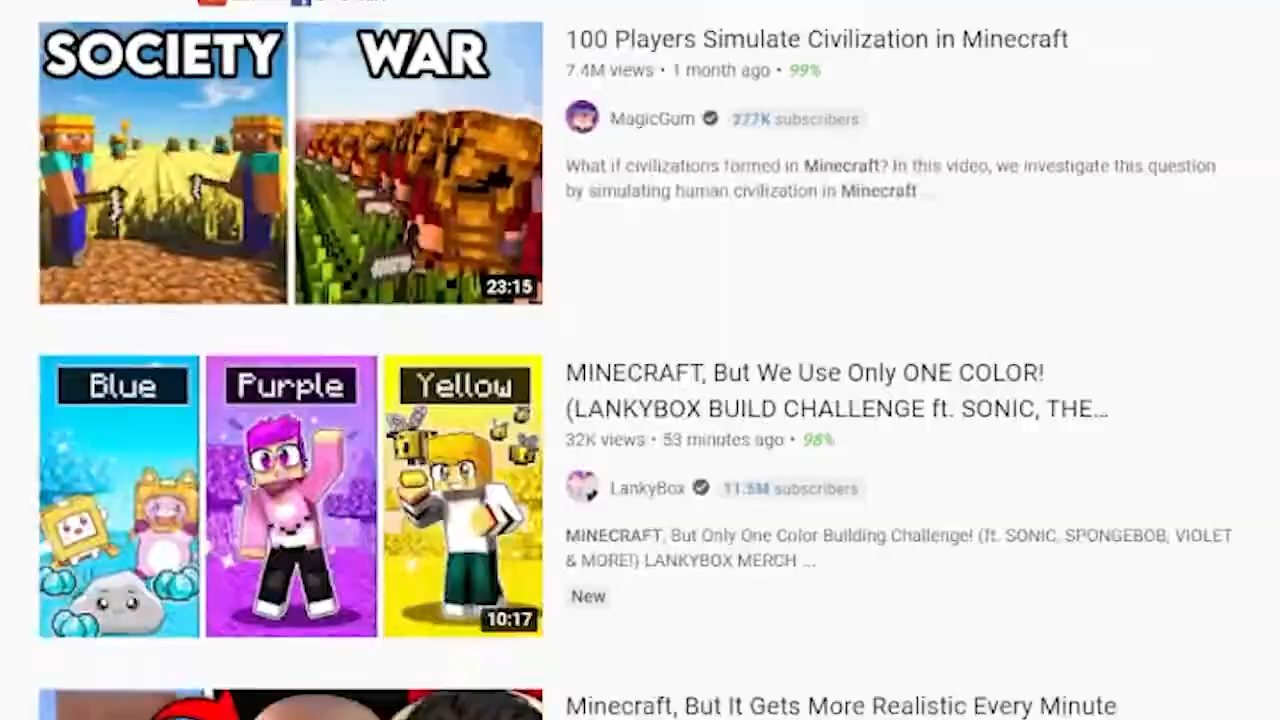 SOCIETY
WAR
23:15
100 Players Simulate Civilization in Minecraft
7.4M views • 1 month ago • 99%
MagicGum 277K subscribers
What if civilizations formed in Minecraft? In this video, we investigate this question
by simulating human civilization in Minecraft ...
Blue
Purple
Yellow
10:17
MINECRAFT, But We Use Only ONE COLOR!
(LANKYBOX BUILD CHALLENGE ft. SONIC, THE...
32K views • 53 minutes ago • 98%
LankyBox 11.5M subscribers
MINECRAFT, But Only One Color Building Challenge! (ft. SONIC, SPONGEBOB, VIOLET
& MORE!) LANKYBOX MERCH ...
New
Minecraft, But It Gets More Realistic Every Minute